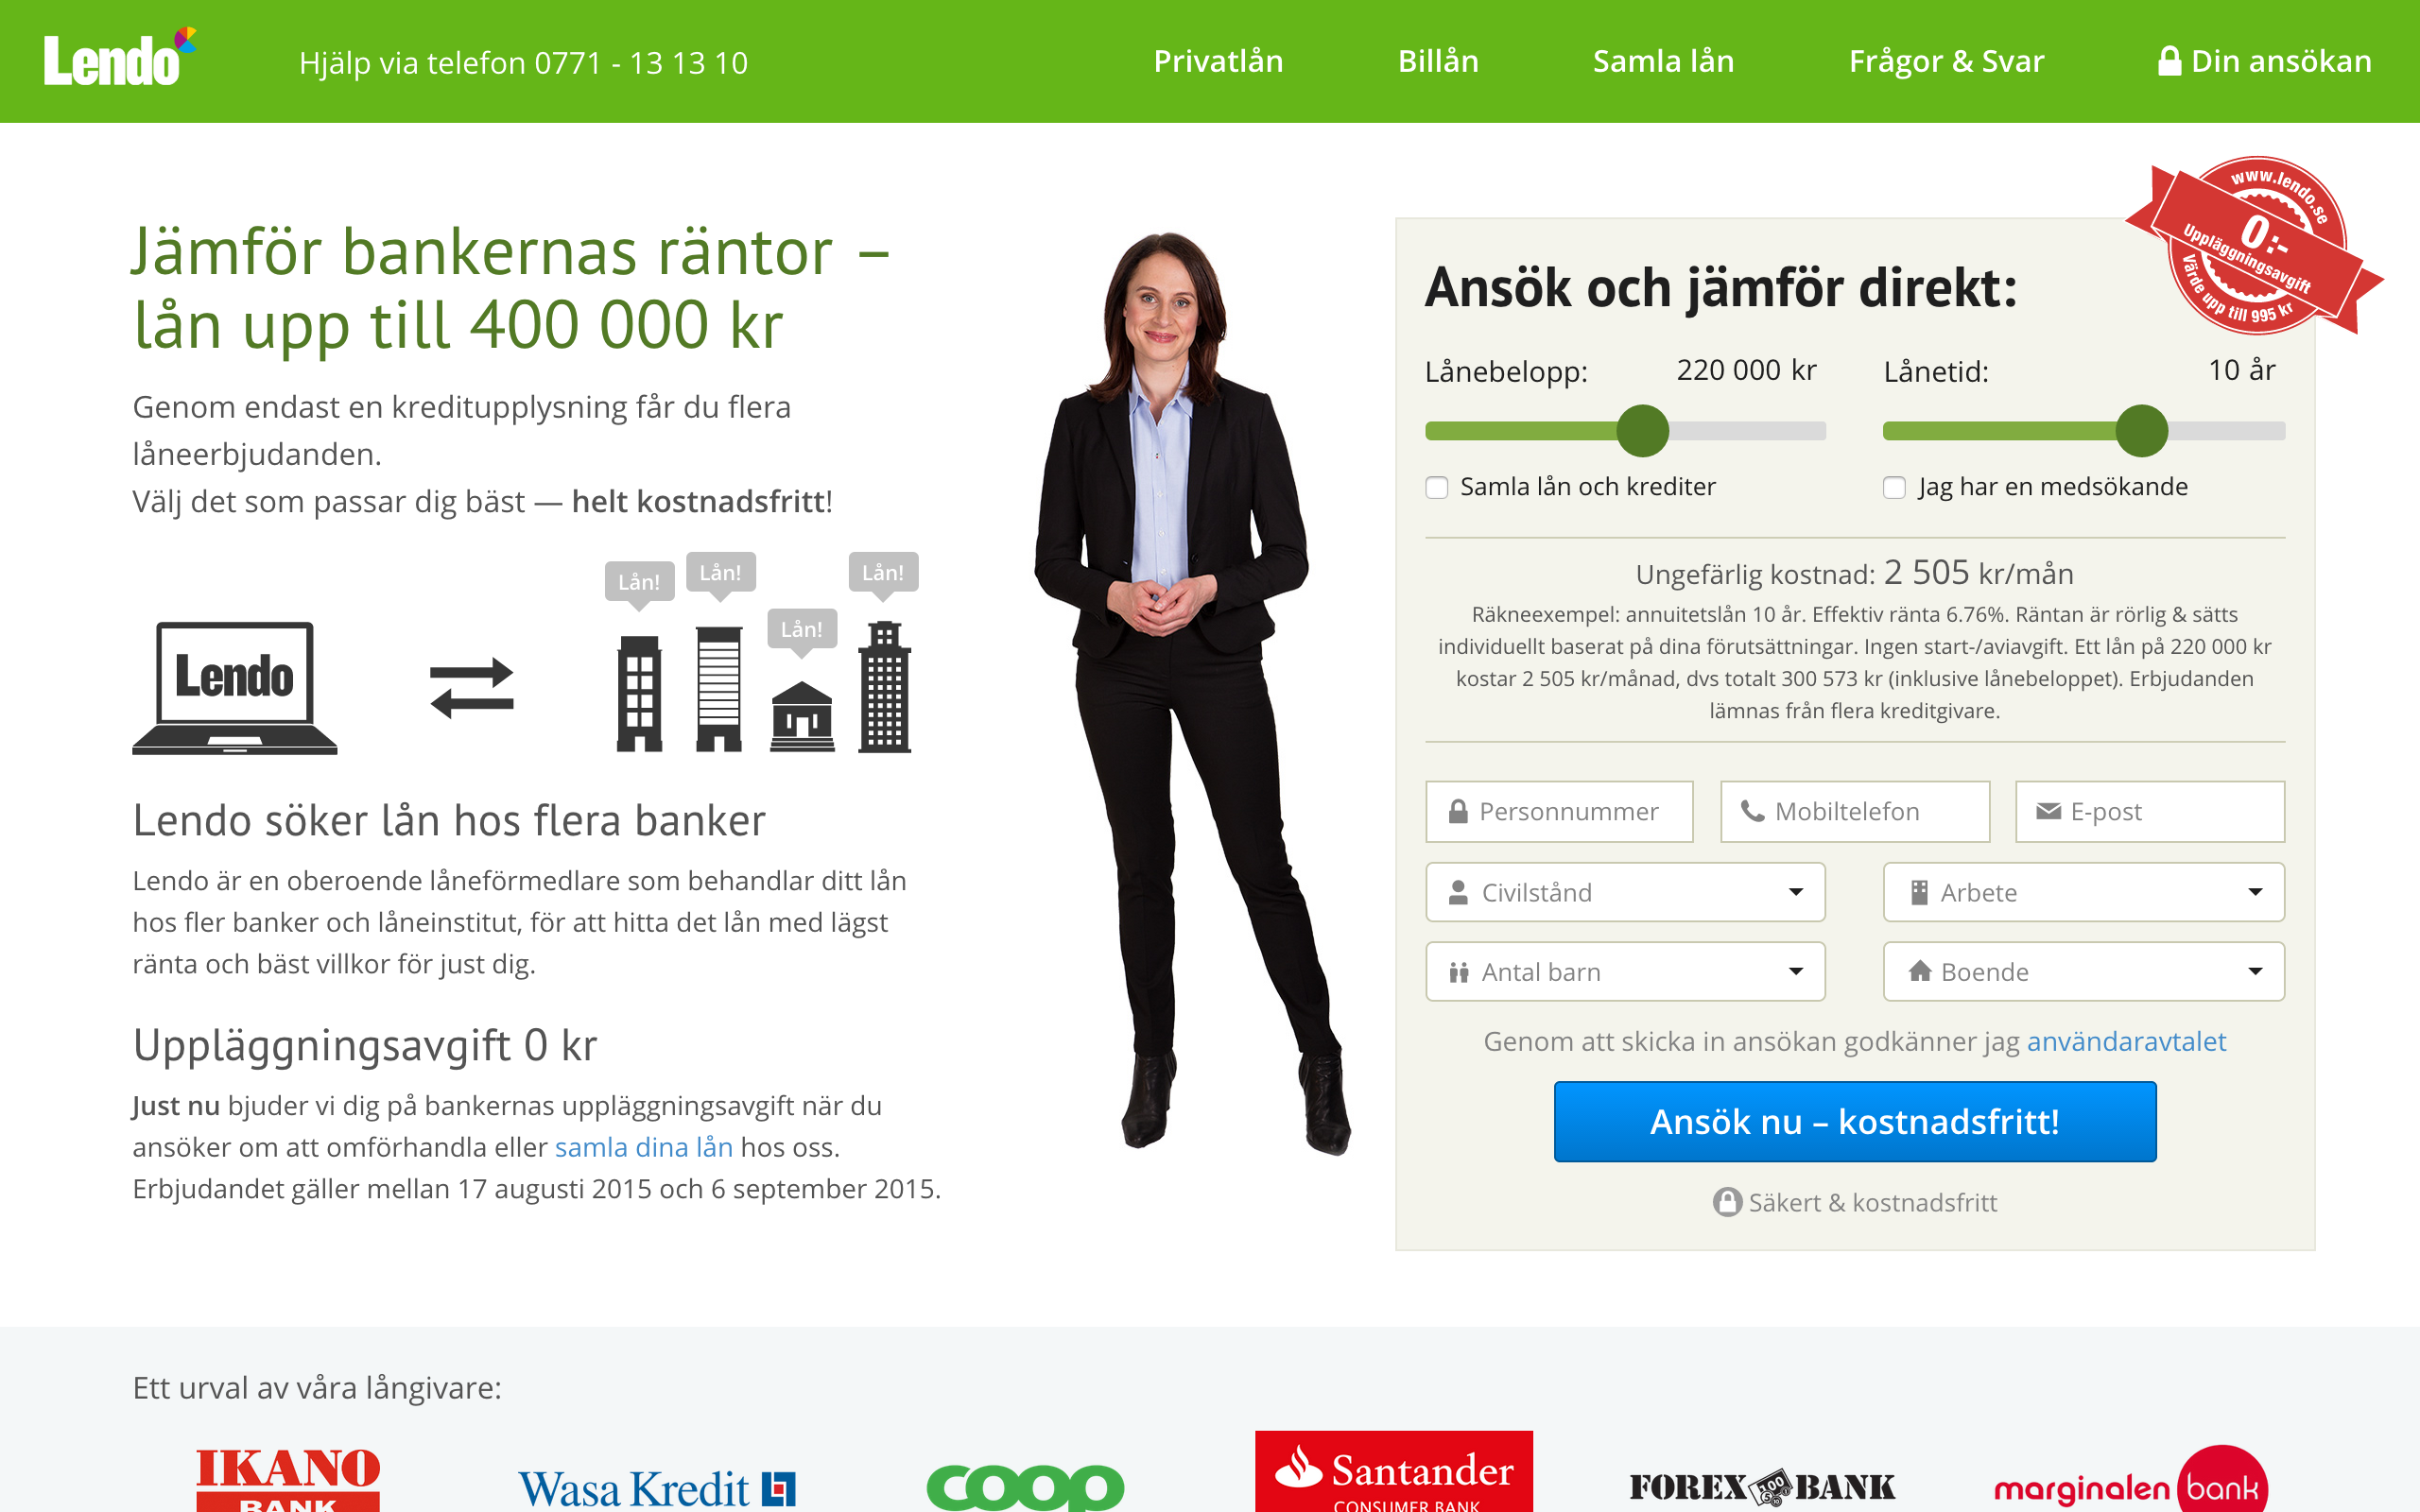 Lendo
Hjälp via telefon 0771 - 13 13 10
Privatlån
Billån
Samla lån
Frågor & Svar
Din ansökan
Jämför bankernas räntor –
lån upp till 400 000 kr
Genom endast en kreditupplysning får du flera
låneerbjudanden.
Välj det som passar dig bäst — helt kostnadsfritt!
Lån!
Lån!
Lån!
Lån!
Lendo
Lendo söker lån hos flera banker
Lendo är en oberoende låneförmedlare som behandlar ditt lån
hos fler banker och låneinstitut, för att hitta det lån med lägst
ränta och bäst villkor för just dig.
Uppläggningsavgift 0 kr
Just nu bjuder vi dig på bankernas uppläggningsavgift när du
ansöker om att omförhandla eller samla dina lån hos oss.
Erbjudandet gäller mellan 17 augusti 2015 och 6 september 2015.
www.lendo.se
0:-
Uppläggningsavgift
Värde upp till 995 kr
Ansök och jämför direkt:
Lånebelopp: 220 000 kr
Lånetid: 10 år
Samla lån och krediter
Jag har en medsökande
Ungefärlig kostnad: 2 505 kr/mån
Räkneexempel: annuitetslån 10 år. Effektiv ränta 6.76%. Räntan är rörlig & sätts
individuellt baserat på dina förutsättningar. Ingen start-/aviavgift. Ett lån på 220 000 kr
kostar 2 505 kr/månad, dvs totalt 300 573 kr (inklusive lånebeloppet). Erbjudanden
lämnas från flera kreditgivare.
Personnummer
Mobiltelefon
E-post
Civilstånd
Arbete
Antal barn
Boende
Genom att skicka in ansökan godkänner jag användaravtalet
Ansök nu – kostnadsfritt!
Säkert & kostnadsfritt
Ett urval av våra långivare:
IKANO
BANK
Wasa Kredit
coop
Santander
CONSUMER BANK
FOREX BANK
marginalen bank